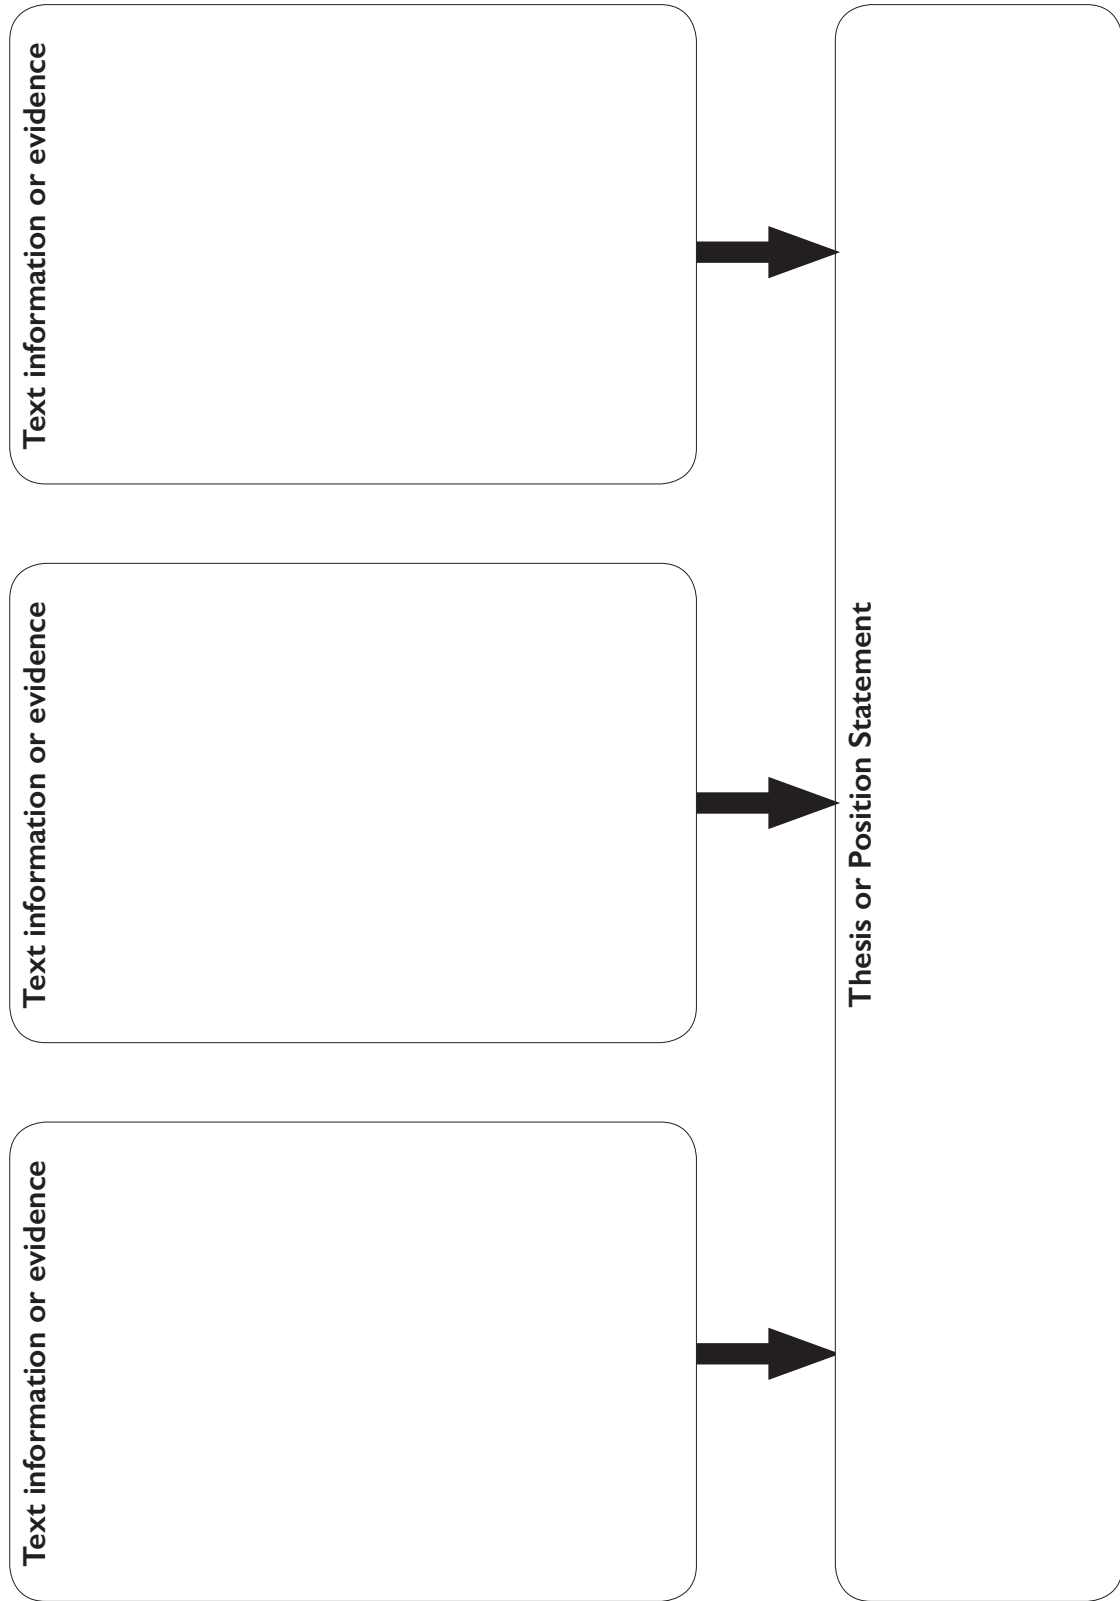 Text information or evidence
Text information or evidence
Text information or evidence
Thesis or Position Statement